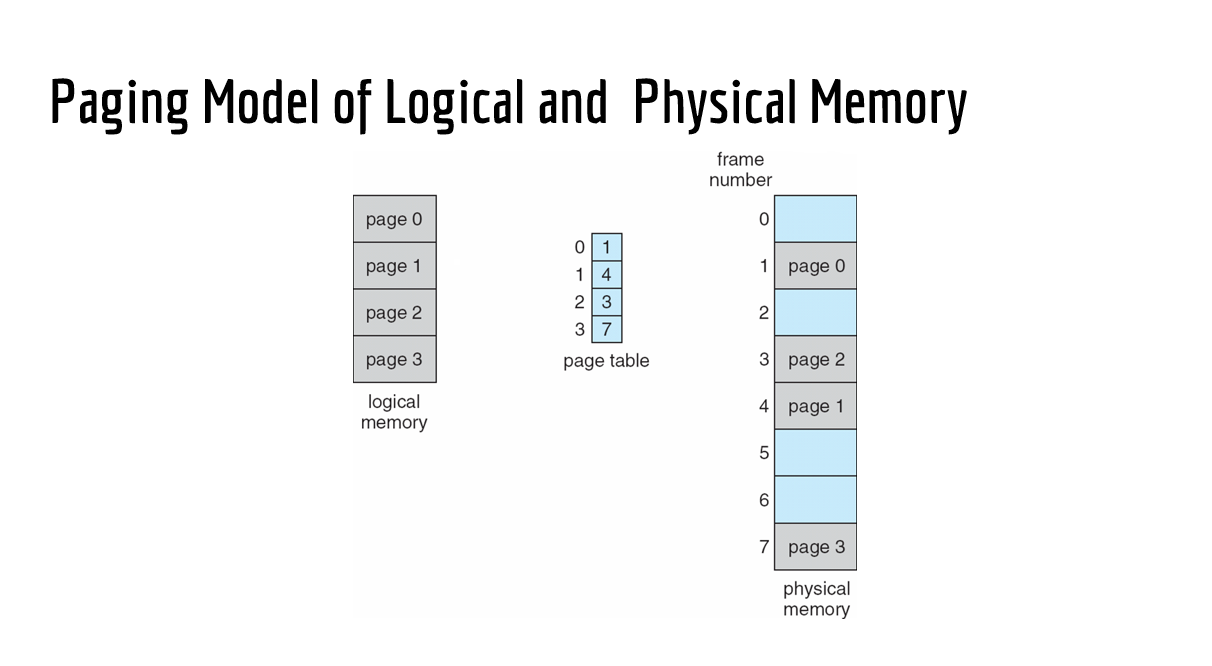 Paging Model of Logical and  Physical Memory
page 0
page 1
page 2
page 3
logical
memory
0 1
1 4
2 3
3 7
page table
frame
number
0
1 page 0
2
3 page 2
4 page 1
5
6
7 page 3
physical
memory